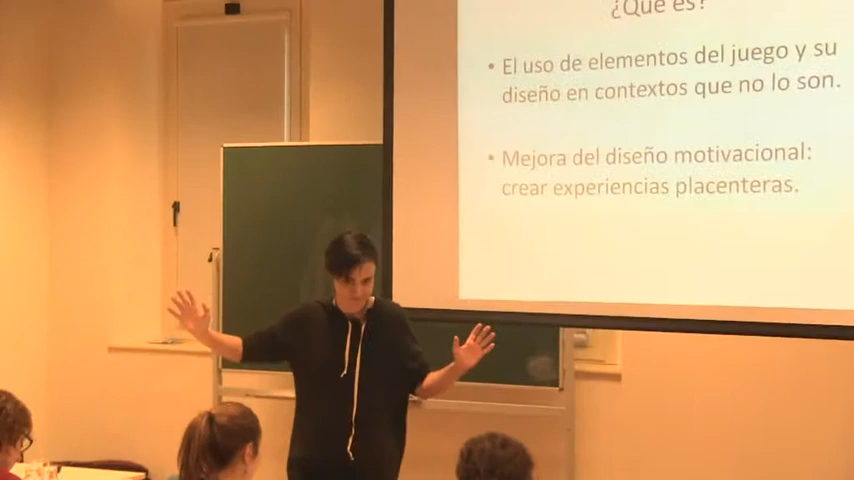 ¿Qué es?
• El uso de elementos del juego y su
diseño en contextos que no lo son.
• Mejora del diseño motivacional:
crear experiencias placenteras.